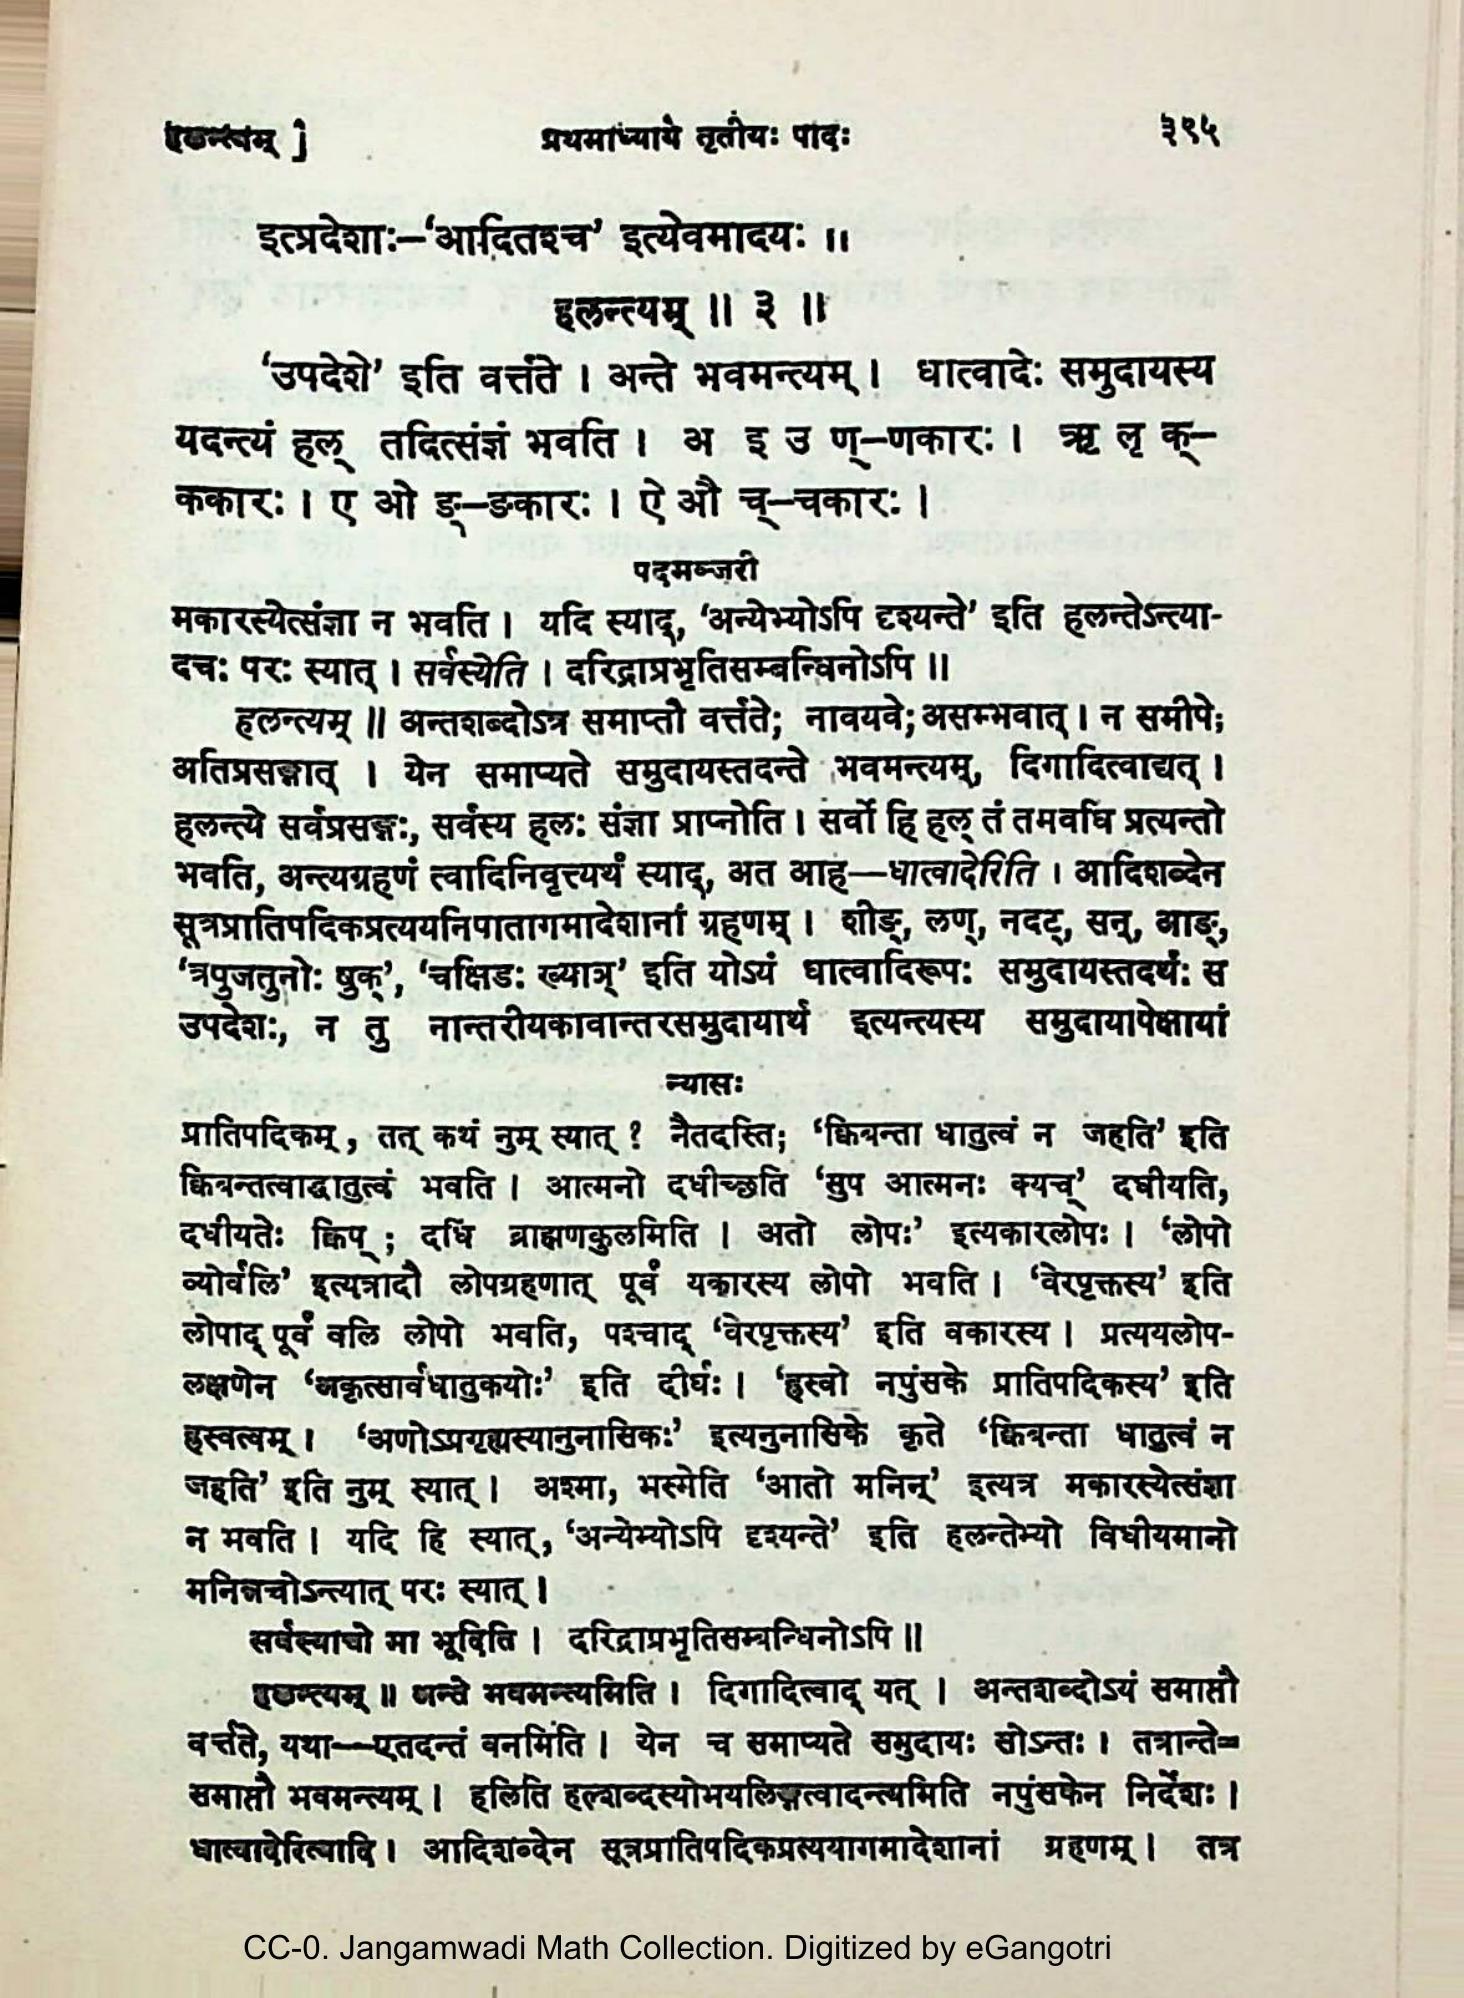 हलन्त्यम् ]
प्रथमाध्याये तृतीयः पादः
३९५
इत्प्रदेशाः–‘आदितश्च’ इत्येवमादयः ॥
हलन्त्यम् ॥ ३ ॥
‘उपदेशे’ इति वर्त्तते । अन्ते भवमन्त्यम् । धात्वादेः समुदायस्य
यदन्त्यं हल् तदित्संज्ञं भवति । अ इ उ ण्–णकारः । ऋ लृ क्–
ककारः । ए ओ ङ्–ङकारः । ऐ औ च्–चकारः ।
पदमञ्जरी
मकारस्येत्संज्ञा न भवति । यदि स्याद्, ‘अन्येभ्योऽपि दृश्यन्ते’ इति हलन्तेऽन्त्या-
दचः परः स्यात् । सर्वस्येति । दरिद्राप्रभृतिसम्बन्धिनोऽपि ॥
हलन्त्यम् ॥ अन्तशब्दोऽत्र समाप्तौ वर्त्तते; नावयवे; असम्भवात् । न समीपे;
अतिप्रसङ्गात् । येन समाप्यते समुदायस्तदन्ते भवमन्त्यम्, दिगादित्वाद्यत् ।
हलन्त्ये सर्वप्रसङ्गः, सर्वस्य हलः संज्ञा प्राप्नोति । सर्वो हि हल् तं तमवधि प्रत्यन्तो
भवति, अन्त्यग्रहणं त्वादिनिवृत्त्यर्थं स्याद्, अत आह—धात्वादेरिति । आदिशब्देन
सूत्रप्रातिपदिकप्रत्ययनिपातागमादेशानां ग्रहणम् । शीङ्, लण्, नदट्, सन्, आङ्,
‘त्रपुजतुनोः षुक्’, ‘चक्षिडः ख्याञ्’ इति योऽयं धात्वादिरूपः समुदायस्तदर्थः स
उपदेशः, न तु नान्तरीयकावान्तरसमुदायार्थ इत्यन्त्यस्य समुदायापेक्षायां
न्यासः
प्रातिपदिकम्, तत् कथं नुम् स्यात् ? नैतदस्ति; ‘क्विबन्ता धातुत्वं न जहति’ इति
क्विबन्तत्वाद्धातुत्वं भवति । आत्मनो दधीच्छति ‘सुप आत्मनः क्यच्’ दधीयति,
दधीयतेः क्विप् ; दधि ब्राह्मणकुलमिति । अतो लोपः’ इत्यकारलोपः । ‘लोपो
व्योर्वलि’ इत्यत्रादौ लोपग्रहणात् पूर्वं यकारस्य लोपो भवति । ‘वेरपृक्तस्य’ इति
लोपाद् पूर्वं वलि लोपो भवति, पश्चाद् ‘वेरपृक्तस्य’ इति वकारस्य । प्रत्ययलोप-
लक्षणेन ‘अकृत्सार्वधातुकयोः’ इति दीर्घः । ‘ह्रस्वो नपुंसके प्रातिपदिकस्य’ इति
ह्रस्वत्वम् । ‘अणोऽप्रगृह्यस्यानुनासिकः’ इत्यनुनासिके कृते ‘क्विबन्ता धातुत्वं न
जहति’ इति नुम् स्यात् । अश्मा, भस्मेति ‘आतो मनिन्’ इत्यत्र मकारस्येत्संज्ञा
न भवति । यदि हि स्यात्, ‘अन्येभ्योऽपि दृश्यन्ते’ इति हलन्तेभ्यो विधीयमानो
मनिन्नचोऽन्त्यात् परः स्यात् ।
सर्वस्याचो मा भूदिति । दरिद्राप्रभृतिसम्बन्धिनोऽपि ॥
हलन्त्यम् ॥ अन्ते भवमन्त्यमिति । दिगादित्वाद् यत् । अन्तशब्दोऽयं समाप्तौ
वर्त्तते, यथा—एतदन्तं वनमिति । येन च समाप्यते समुदायः सोऽन्तः । तत्रान्ते=
समाप्तौ भवमन्त्यम् । हलिति हल्शब्दस्योभयलिङ्गत्वादन्त्यमिति नपुंसकेन निर्देशः ।
धात्वादेरित्यादि । आदिशब्देन सूत्रप्रातिपदिकप्रत्ययागमादेशानां ग्रहणम् । तत्र
CC-0. Jangamwadi Math Collection. Digitized by eGangotri